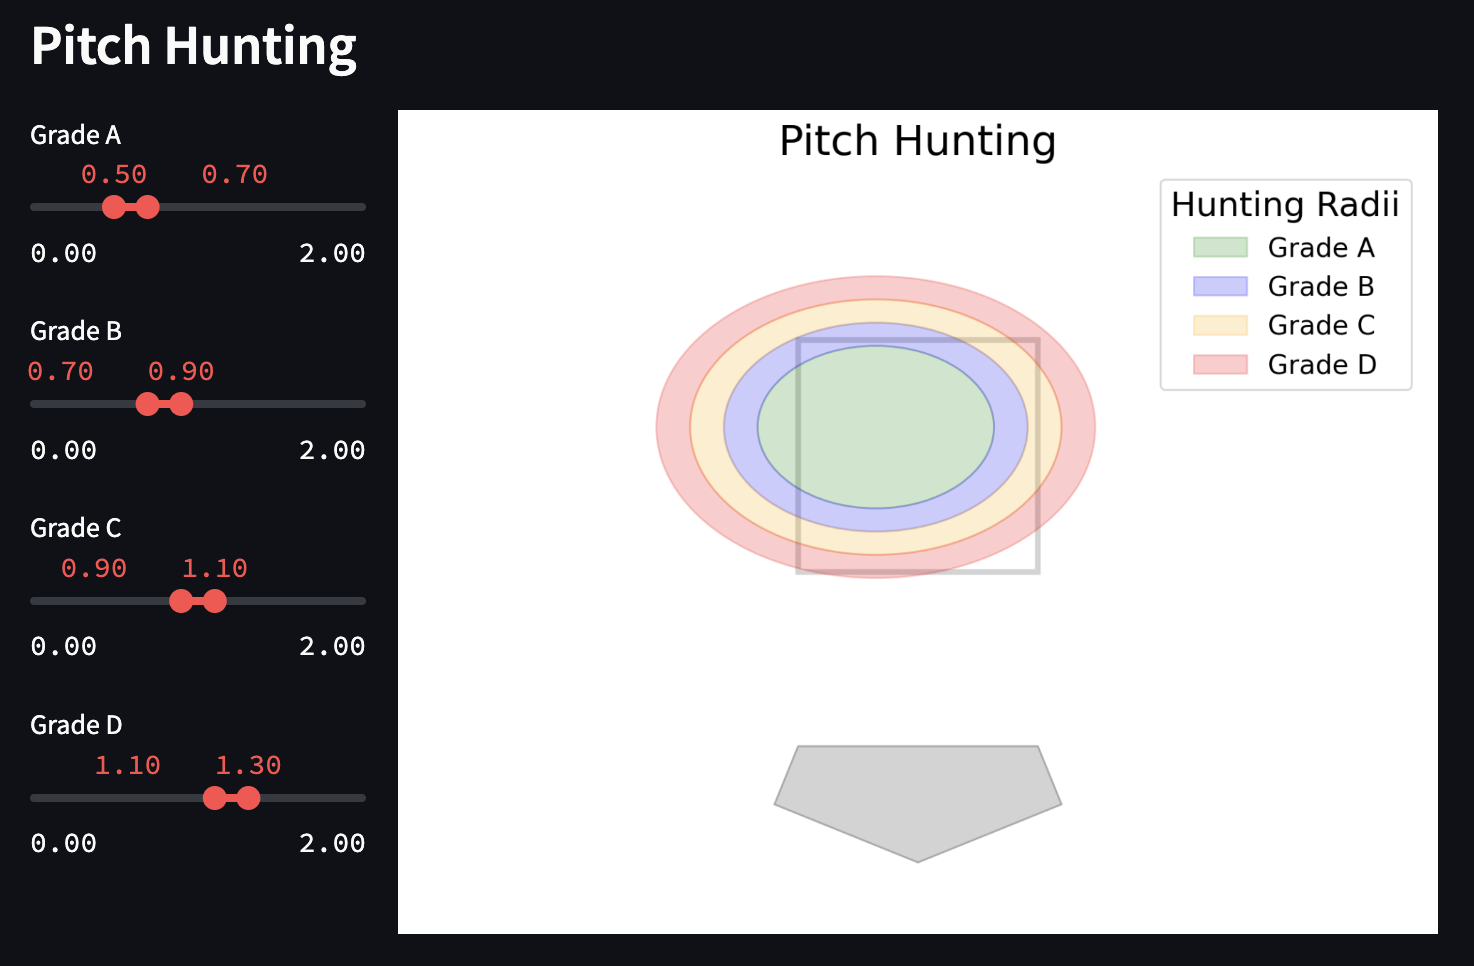 Pitch Hunting
Grade A
0.50 0.70
0.00 2.00
Grade B
0.70 0.90
0.00 2.00
Grade C
0.90 1.10
0.00 2.00
Grade D
1.10 1.30
0.00 2.00
Pitch Hunting
Hunting Radii
Grade A
Grade B
Grade C
Grade D